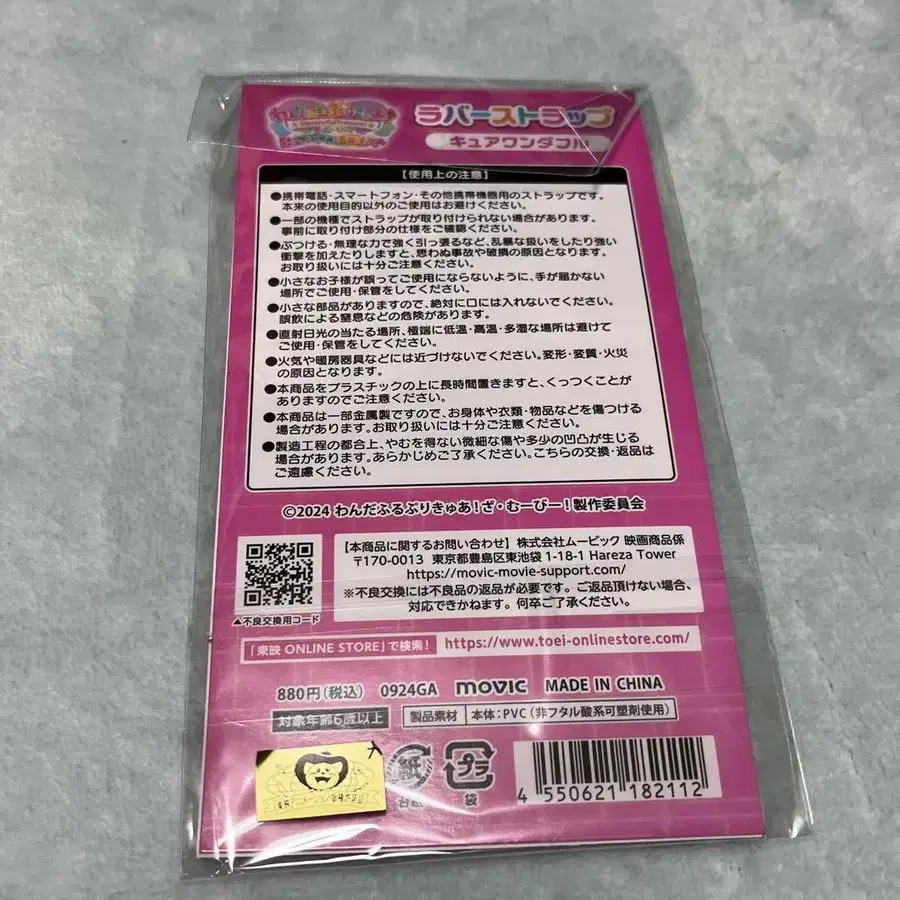 ラバーストラップ
キュアワンダフル
【使用上の注意】
●携帯電話・スマートフォン・その他携帯機器用のストラップです。
本来の使用目的以外のご使用はお避けください。
●一部の機種でストラップが取り付けられない場合があります。
事前に取り付け部分の仕様をご確認ください。
●ぶつける・無理な力で強く引っ張るなど、乱暴な扱いをしたり強い
衝撃を加えたりしますと、思わぬ事故や破損の原因となります。
お取り扱いには十分ご注意ください。
●小さなお子様が誤ってご使用にならないように、手が届かない
場所でご使用・保管をしてください。
●小さな部品がありますので、絶対に口には入れないでください。
誤飲による窒息などの危険があります。
●直射日光の当たる場所、極端に低温・高温・多湿な場所は避けて
ご使用・保管をしてください。
●火気や暖房器具などには近づけないでください。変形・変質・火災
の原因となります。
●本商品をプラスチックの上に長時間置きますと、くっつくことが
ありますのでご注意ください。
●本商品は一部金属製ですので、お身体や衣類・物品などを傷つける
場合があります。お取り扱いには十分ご注意ください。
●製造工程の都合上、やむを得ない微細な傷や多少の凹凸が生じる
場合があります。あらかじめご了承ください。こちらの交換・返品は
ご遠慮ください。
©2024 わんだふるぷりきゅあ!ざ・むーびー!製作委員会
【本商品に関するお問い合わせ】 株式会社ムービック 映画商品係
〒170-0013 東京都豊島区東池袋 1-18-1 Hareza Tower
https://movic-movie-support.com/
※不良交換には不良品の返品が必要です。ご返品頂けない場合、
対応できかねます。何卒ご了承ください。
▲不良交換用コード
「東映 ONLINE STORE」で検索! https://www.toei-onlinestore.com/
880円(税込) 0924GA movic MADE IN CHINA
対象年齢6歳以上 製品素材 本体:PVC(非フタル酸系可塑剤使用)
紙 プラ
台紙 袋
4 550621 182112